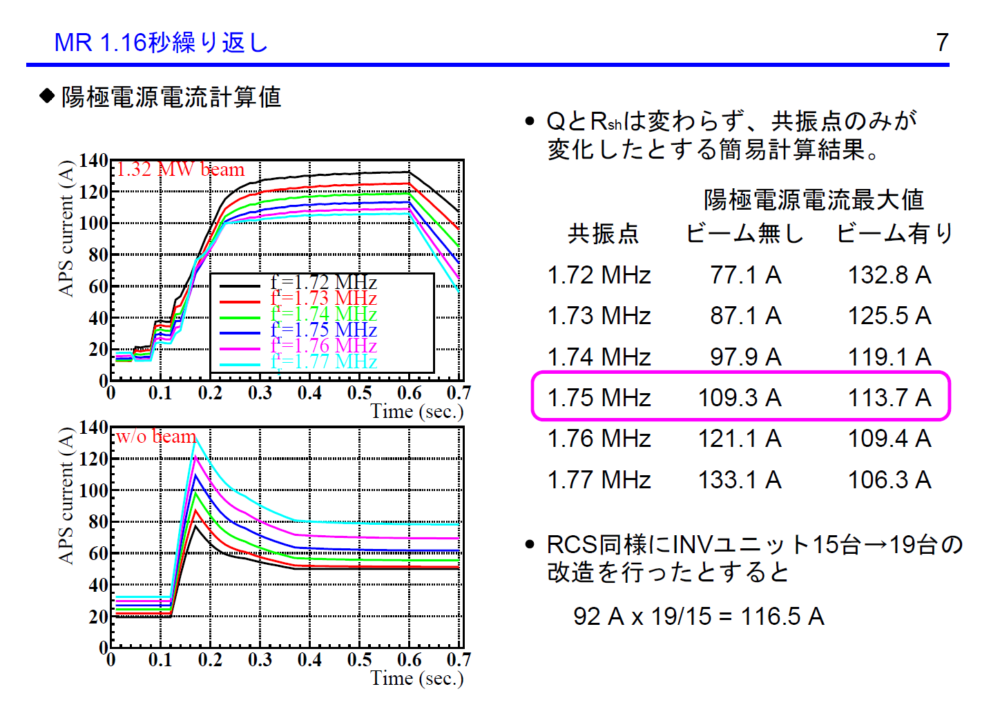 MR 1.16秒繰り返し
7
◆陽極電源電流計算値
140
120
100
80
60
40
20
0
APS current (A)
1.32 MW beam
fr=1.72 MHz
fr=1.73 MHz
fr=1.74 MHz
fr=1.75 MHz
fr=1.76 MHz
fr=1.77 MHz
0 0.1 0.2 0.3 0.4 0.5 0.6 0.7
Time (sec.)
140
120
100
80
60
40
20
0
APS current (A)
w/o beam
0 0.1 0.2 0.3 0.4 0.5 0.6 0.7
Time (sec.)
• QとRshは変わらず、共振点のみが
変化したとする簡易計算結果。
陽極電源電流最大値
共振点 ビーム無し ビーム有り
1.72 MHz 77.1 A 132.8 A
1.73 MHz 87.1 A 125.5 A
1.74 MHz 97.9 A 119.1 A
1.75 MHz 109.3 A 113.7 A
1.76 MHz 121.1 A 109.4 A
1.77 MHz 133.1 A 106.3 A
• RCS同様にINVユニット15台→19台の
改造を行ったとすると
92 A x 19/15 = 116.5 A